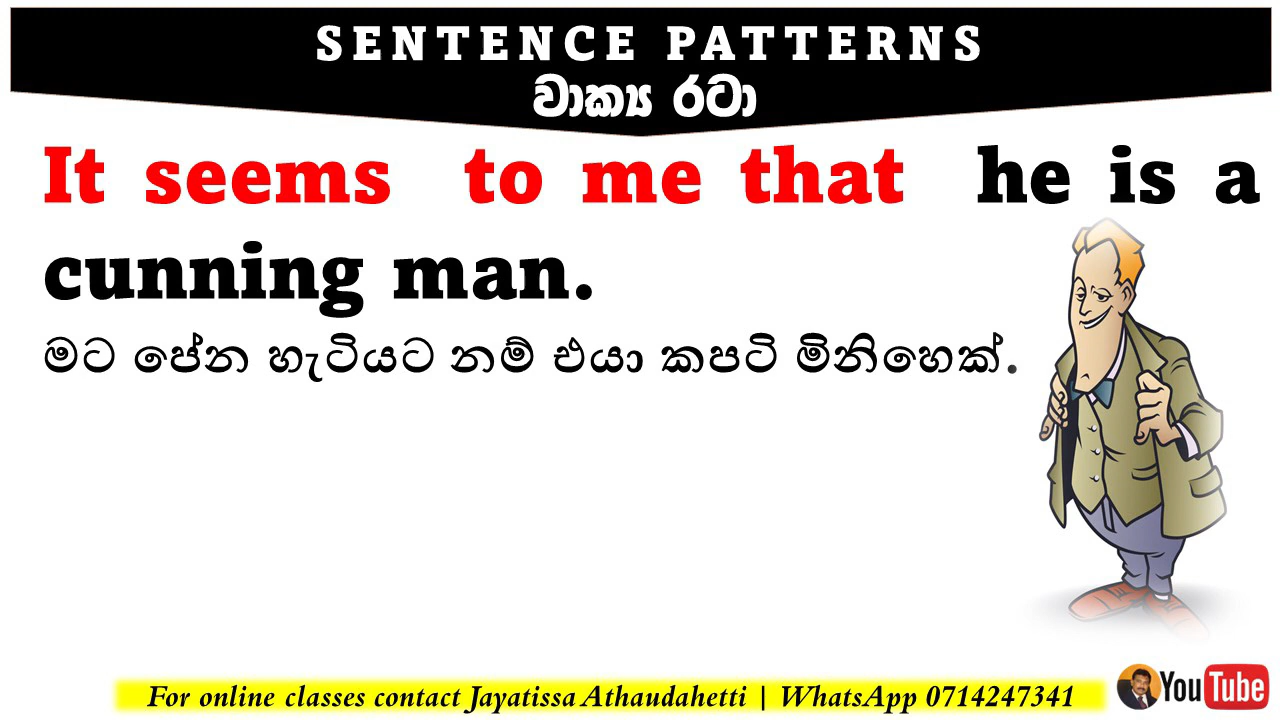 SENTENCE PATTERNS
වාක්‍ය රටා
It seems to me that he is a
cunning man.
මට පේන හැටියට නම් එයා කපටි මිනිහෙක්.
For online classes contact Jayatissa Athaudahetti | WhatsApp 0714247341
YouTube